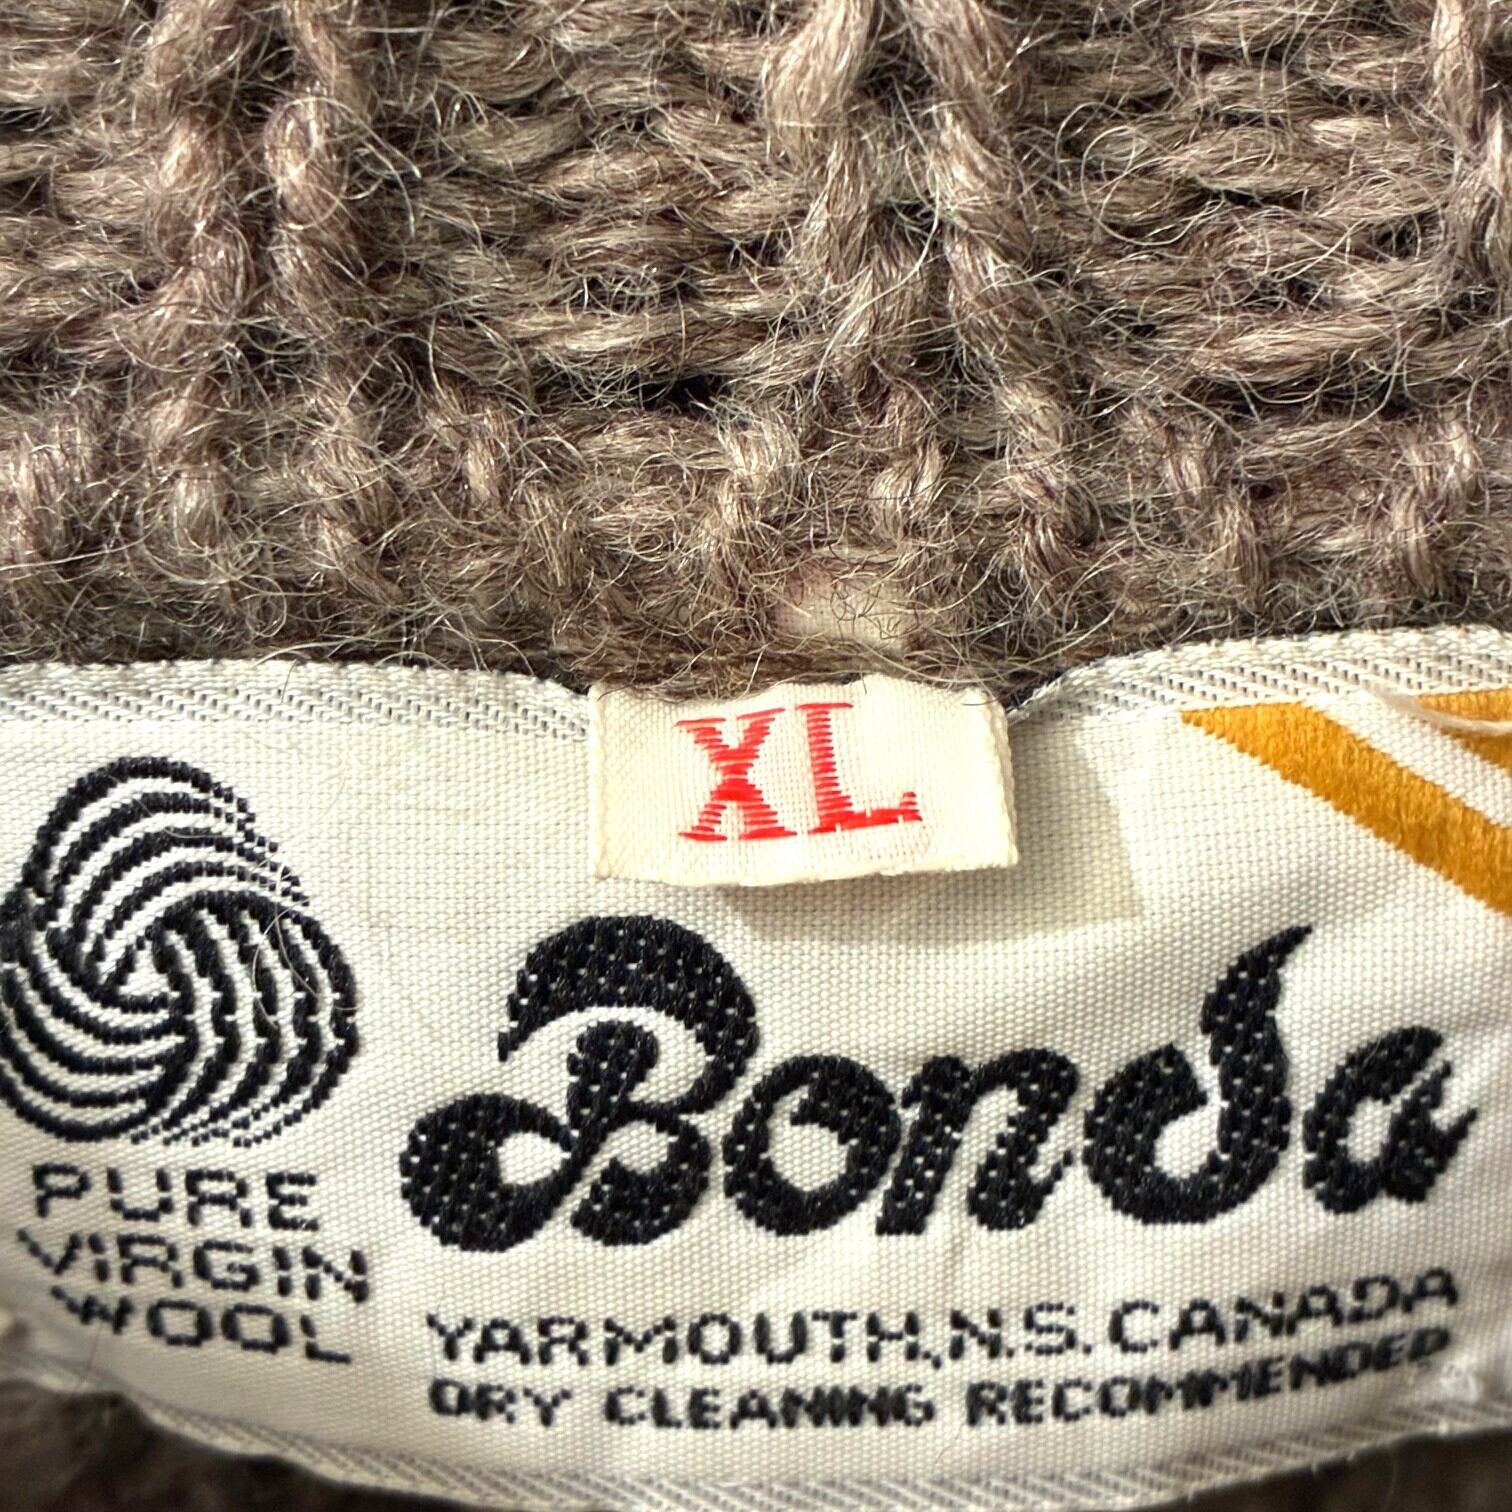 XL
Bonda
PURE
VIRGIN
WOOL
YARMOUTH, N.S. CANADA
DRY CLEANING RECOMMENDED